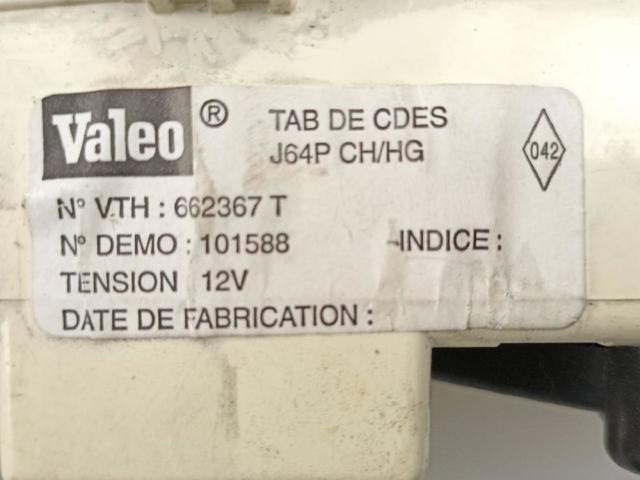 Valeo ® TAB DE CDES
J64P CH/HG
042
N° VTH : 662367 T
N° DEMO : 101588 INDICE :
TENSION 12V
DATE DE FABRICATION :